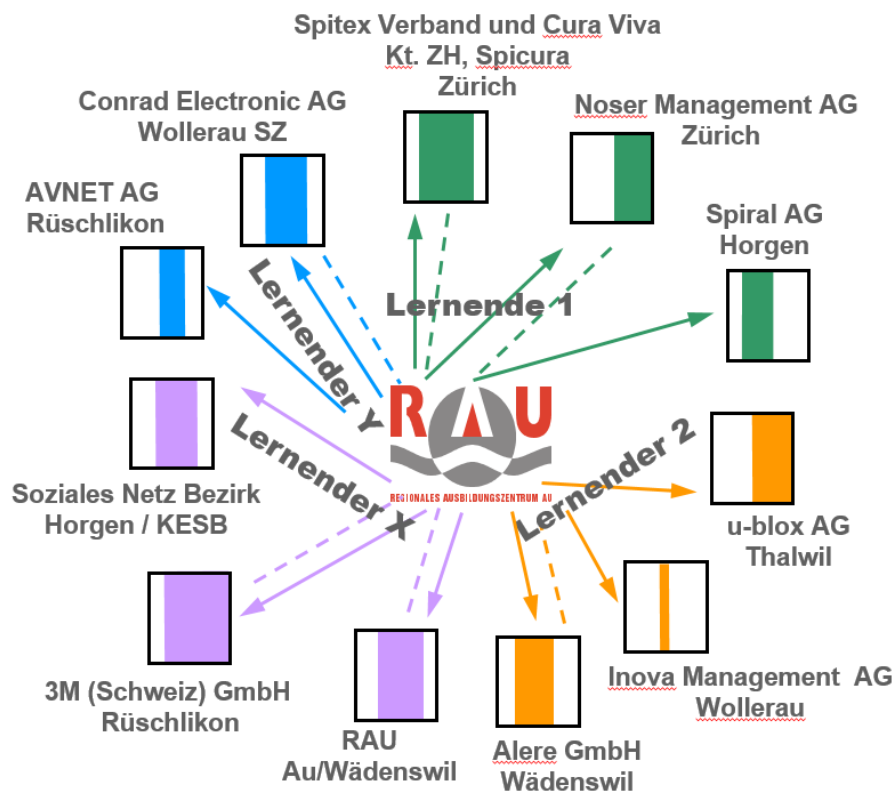 Spitex Verband und Cura Viva
Kt. ZH, Spicura
Zürich
Conrad Electronic AG
Wollerau SZ
Noser Management AG
Zürich
AVNET AG
Rüschlikon
Spiral AG
Horgen
Lernender Y
Lernende 1
RAU
REGIONALES AUSBILDUNGSZENTRUM AU
Lernender X
Lernender 2
Soziales Netz Bezirk
Horgen / KESB
u-blox AG
Thalwil
3M (Schweiz) GmbH
Rüschlikon
RAU
Au/Wädenswil
Alere GmbH
Wädenswil
Inova Management AG
Wollerau